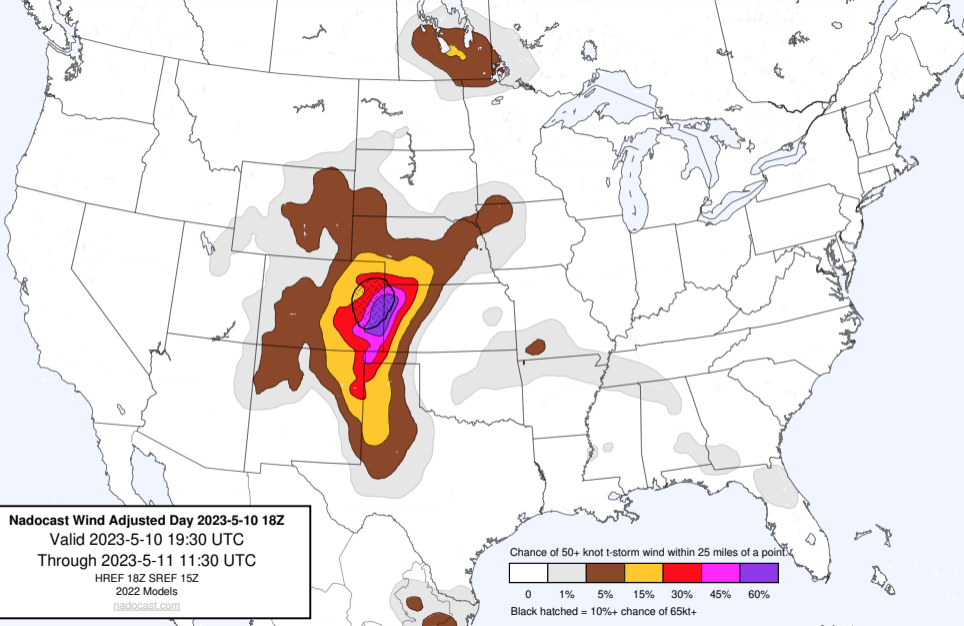 Nadocast Wind Adjusted Day 2023-5-10 18Z
Valid 2023-5-10 19:30 UTC
Through 2023-5-11 11:30 UTC
HREF 18Z SREF 15Z
2022 Models
nadocast.com
Chance of 50+ knot t-storm wind within 25 miles of a point.
0 1% 5% 15% 30% 45% 60%
Black hatched = 10%+ chance of 65kt+